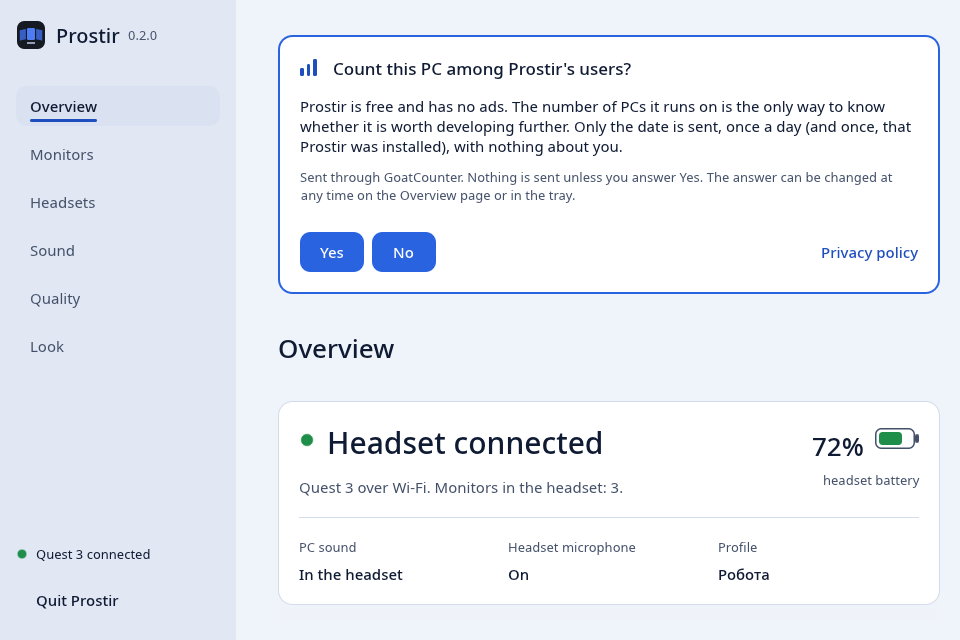 Prostir 0.2.0
Overview
Monitors
Headsets
Sound
Quality
Look
Quest 3 connected
Quit Prostir
Count this PC among Prostir's users?
Prostir is free and has no ads. The number of PCs it runs on is the only way to know
whether it is worth developing further. Only the date is sent, once a day (and once, that
Prostir was installed), with nothing about you.
Sent through GoatCounter. Nothing is sent unless you answer Yes. The answer can be changed at
any time on the Overview page or in the tray.
Yes No Privacy policy
Overview
Headset connected 72%
headset battery
Quest 3 over Wi-Fi. Monitors in the headset: 3.
PC sound Headset microphone Profile
In the headset On Робота